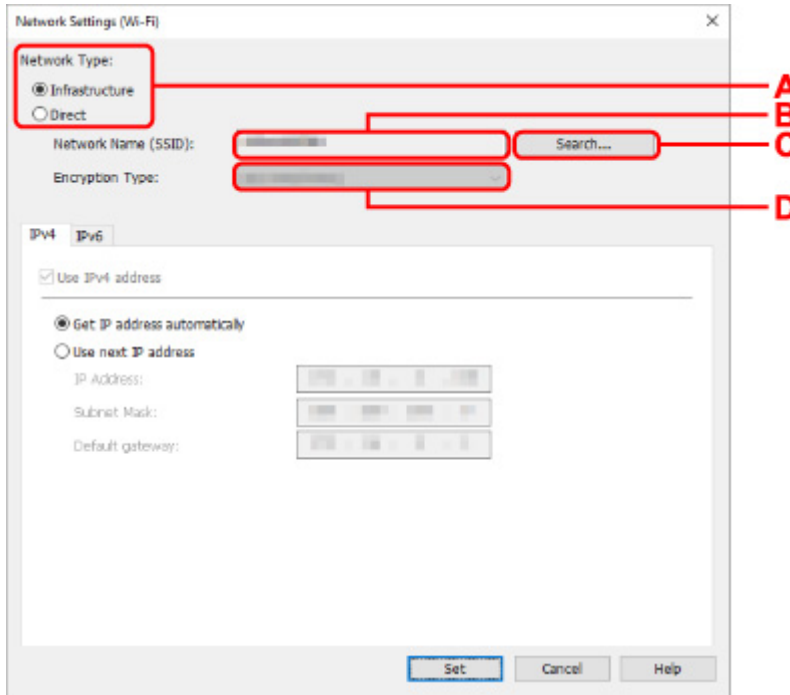 Network Settings (Wi-Fi)
Network Type:
Infrastructure
A
Direct
B
Network Name (SSID):
Search...
C
Encryption Type:
D
IPv4 IPv6
Use IPv4 address
Get IP address automatically
Use next IP address
IP Address:
Subnet Mask:
Default gateway:
Set Cancel Help